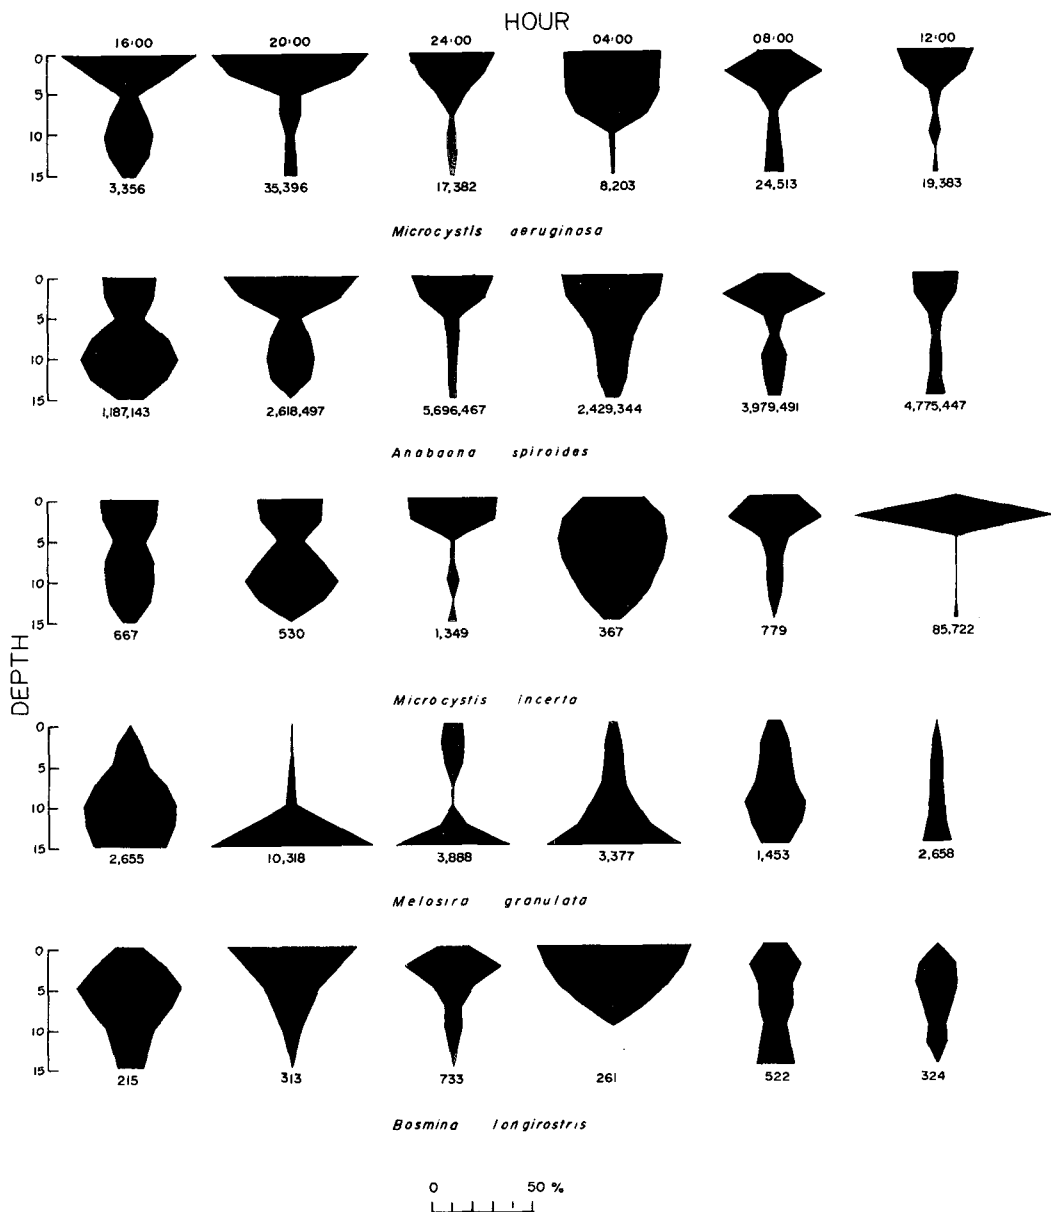 HOUR
16:00 20:00 24:00 04:00 08:00 12:00
0
5
10
15
3,356 35,396 17,382 8,203 24,513 19,383
Microcystis aeruginosa
0
5
10
15
1,187,143 2,618,497 5,696,467 2,429,344 3,979,491 4,775,447
Anabaena spiroides
0
5
10
15
667 530 1,349 367 779 85,722
DEPTH
Microcystis incerta
0
5
10
15
2,655 10,318 3,888 3,377 1,453 2,658
Melosira granulata
0
5
10
15
215 313 733 261 522 324
Bosmina longirostris
0 50 %